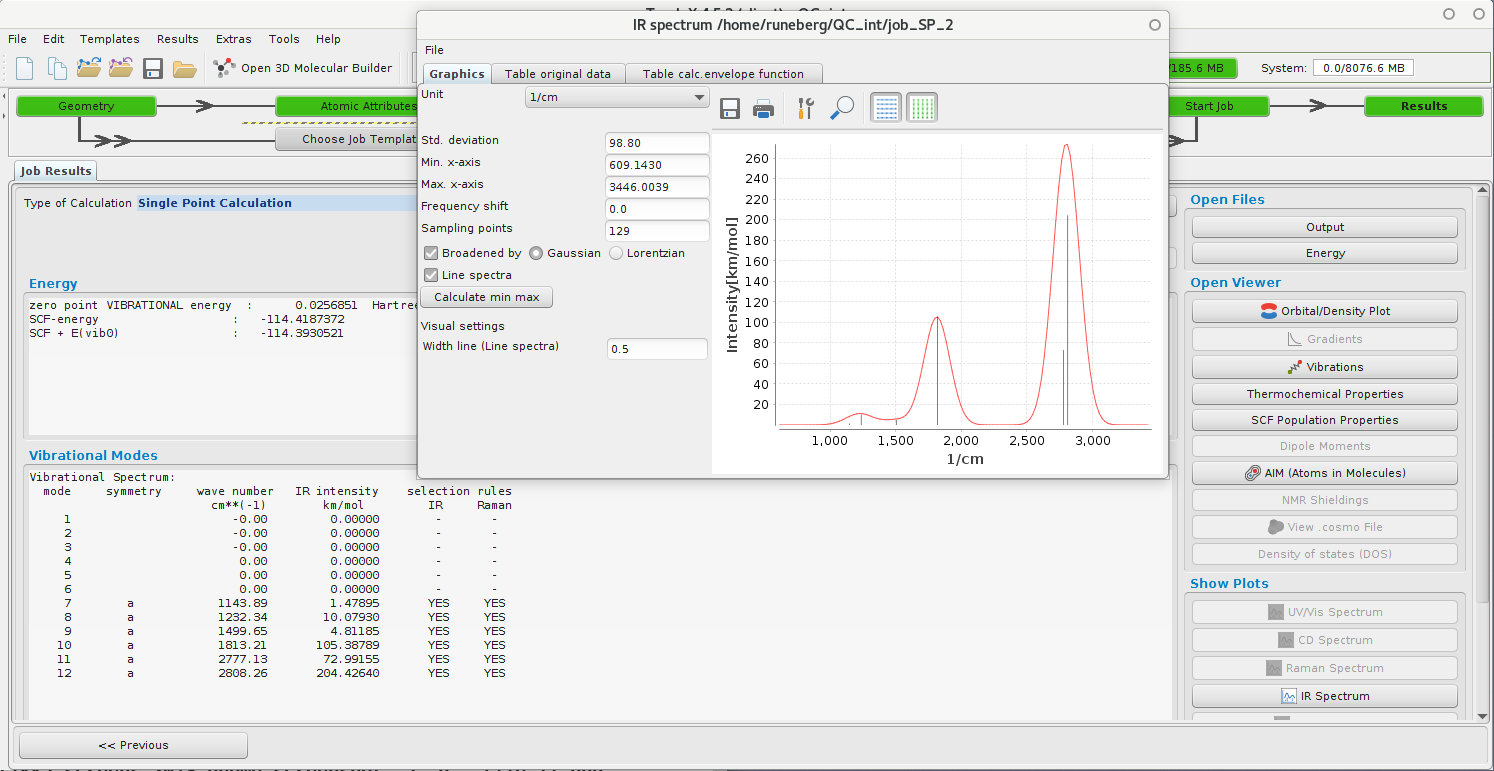 IR spectrum /home/runeberg/QC_int/job_SP_2
File Edit Templates Results Extras Tools Help
Open 3D Molecular Builder
/185.6 MB System: 0.0/8076.6 MB
Geometry
Atomic Attributes
Choose Job Templat
Start Job
Results
File
Graphics Table original data Table calc.envelope function
Unit 1/cm
Std. deviation 98.80
Min. x-axis 609.1430
Max. x-axis 3446.0039
Frequency shift 0.0
Sampling points 129
Broadened by Gaussian Lorentzian
Line spectra
Calculate min max
Visual settings
Width line (Line spectra) 0.5
Intensity[km/mol]
260
240
220
200
180
160
140
120
100
80
60
40
20
1,000 1,500 2,000 2,500 3,000
1/cm
Job Results
Type of Calculation Single Point Calculation
Energy
zero point VIBRATIONAL energy : 0.0256851 Hartree
SCF-energy : -114.4187372
SCF + E(vib0) : -114.3930521
Vibrational Modes
Vibrational Spectrum:
mode symmetry wave number IR intensity selection rules
cm**(-1) km/mol IR Raman
1 -0.00 0.00000 - -
2 -0.00 0.00000 - -
3 -0.00 0.00000 - -
4 0.00 0.00000 - -
5 0.00 0.00000 - -
6 0.00 0.00000 - -
7 a 1143.89 1.47895 YES YES
8 a 1232.34 10.07930 YES YES
9 a 1499.65 4.81185 YES YES
10 a 1813.21 105.38789 YES YES
11 a 2777.13 72.99155 YES YES
12 a 2808.26 204.42640 YES YES
Open Files
Output
Energy
Open Viewer
Orbital/Density Plot
Gradients
Vibrations
Thermochemical Properties
SCF Population Properties
Dipole Moments
AIM (Atoms in Molecules)
NMR Shieldings
View .cosmo File
Density of states (DOS)
Show Plots
UV/Vis Spectrum
CD Spectrum
Raman Spectrum
IR Spectrum
<< Previous